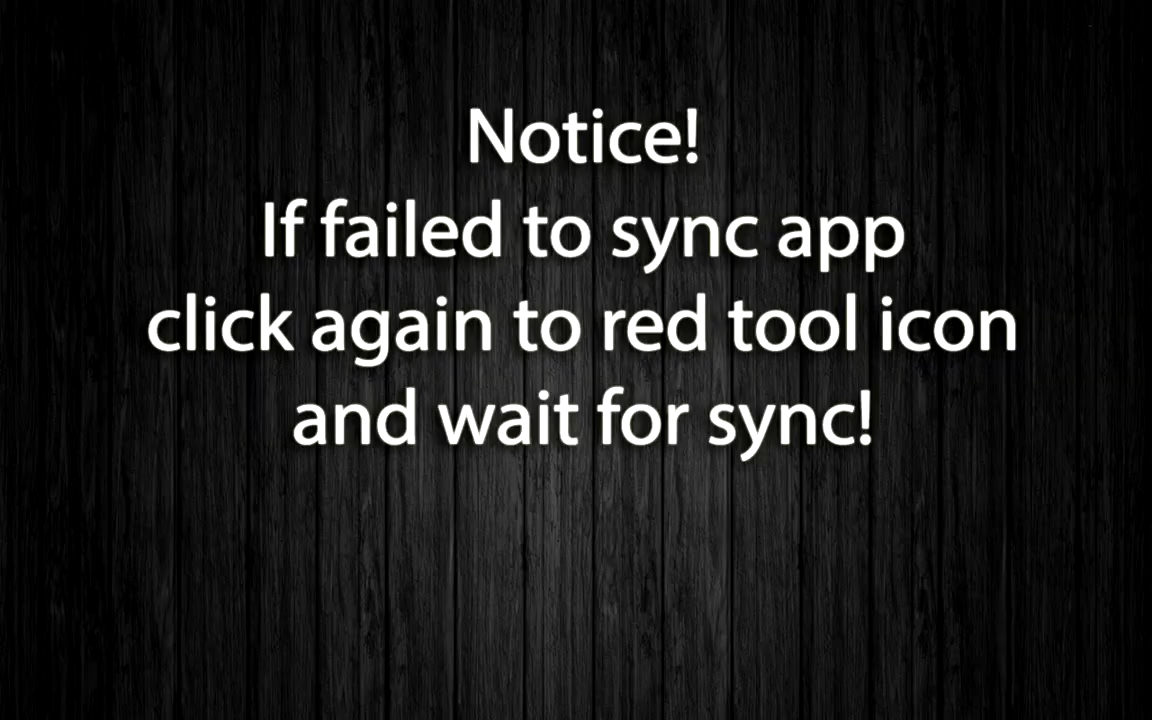 Notice!
If failed to sync app
click again to red tool icon
and wait for sync!